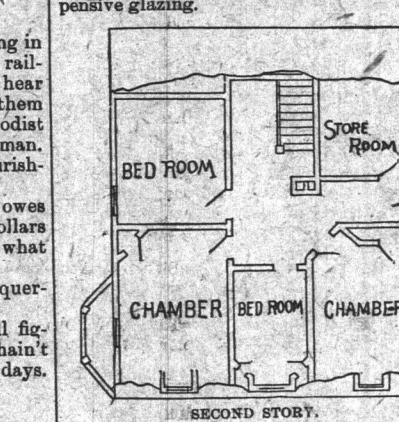 pensive glazing.
ng in
rail-
hear
them
odist
man.
urish-
owes
ollars
what
quer-
l fig-
hain't
days.
STORE
ROOM
BED ROOM
CHAMBER
BED ROOM
CHAMBER
SECOND STORY.